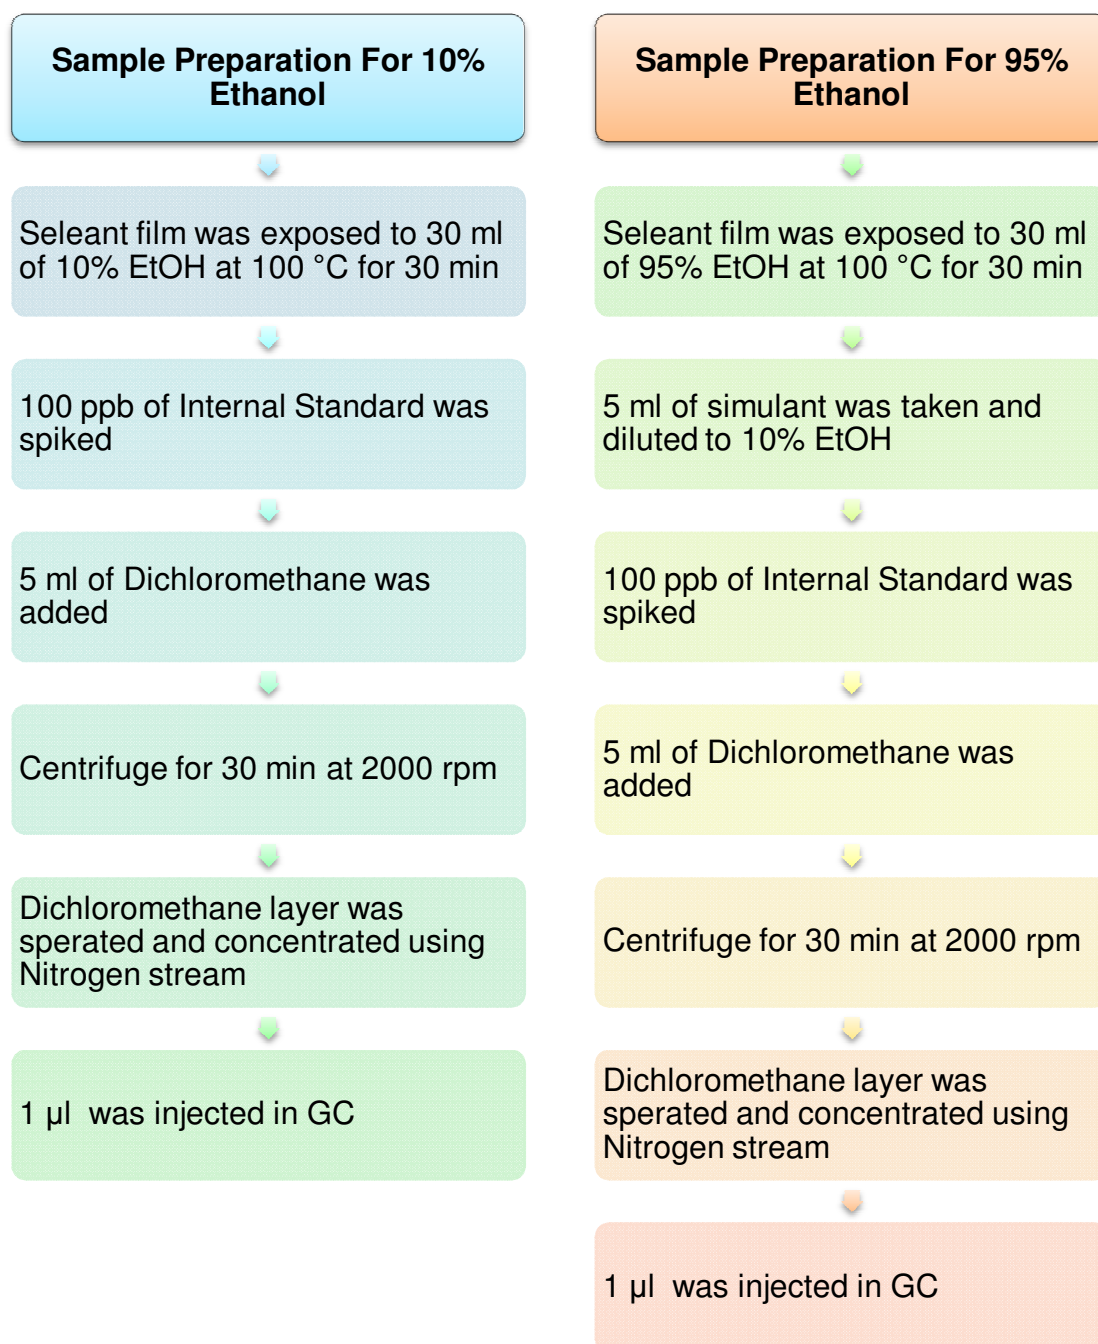 Sample Preparation For 10%
Ethanol
Seleant film was exposed to 30 ml
of 10% EtOH at 100 °C for 30 min
100 ppb of Internal Standard was
spiked
5 ml of Dichloromethane was
added
Centrifuge for 30 min at 2000 rpm
Dichloromethane layer was
sperated and concentrated using
Nitrogen stream
1 µl was injected in GC
Sample Preparation For 95%
Ethanol
Seleant film was exposed to 30 ml
of 95% EtOH at 100 °C for 30 min
5 ml of simulant was taken and
diluted to 10% EtOH
100 ppb of Internal Standard was
spiked
5 ml of Dichloromethane was
added
Centrifuge for 30 min at 2000 rpm
Dichloromethane layer was
sperated and concentrated using
Nitrogen stream
1 µl was injected in GC